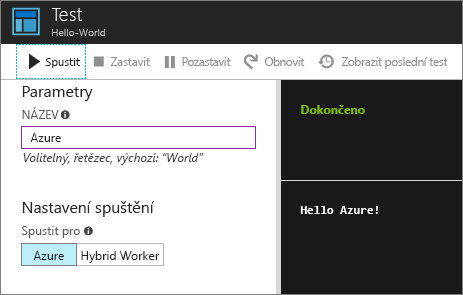 Test
Hello-World
Spustit Zastavit Pozastavit Obnovit Zobrazit poslední test
Parametry
NÁZEV
Azure
Volitelný, řetězec, výchozí: "World"
Nastavení spuštění
Spustit pro
Azure Hybrid Worker
Dokončeno
Hello Azure!